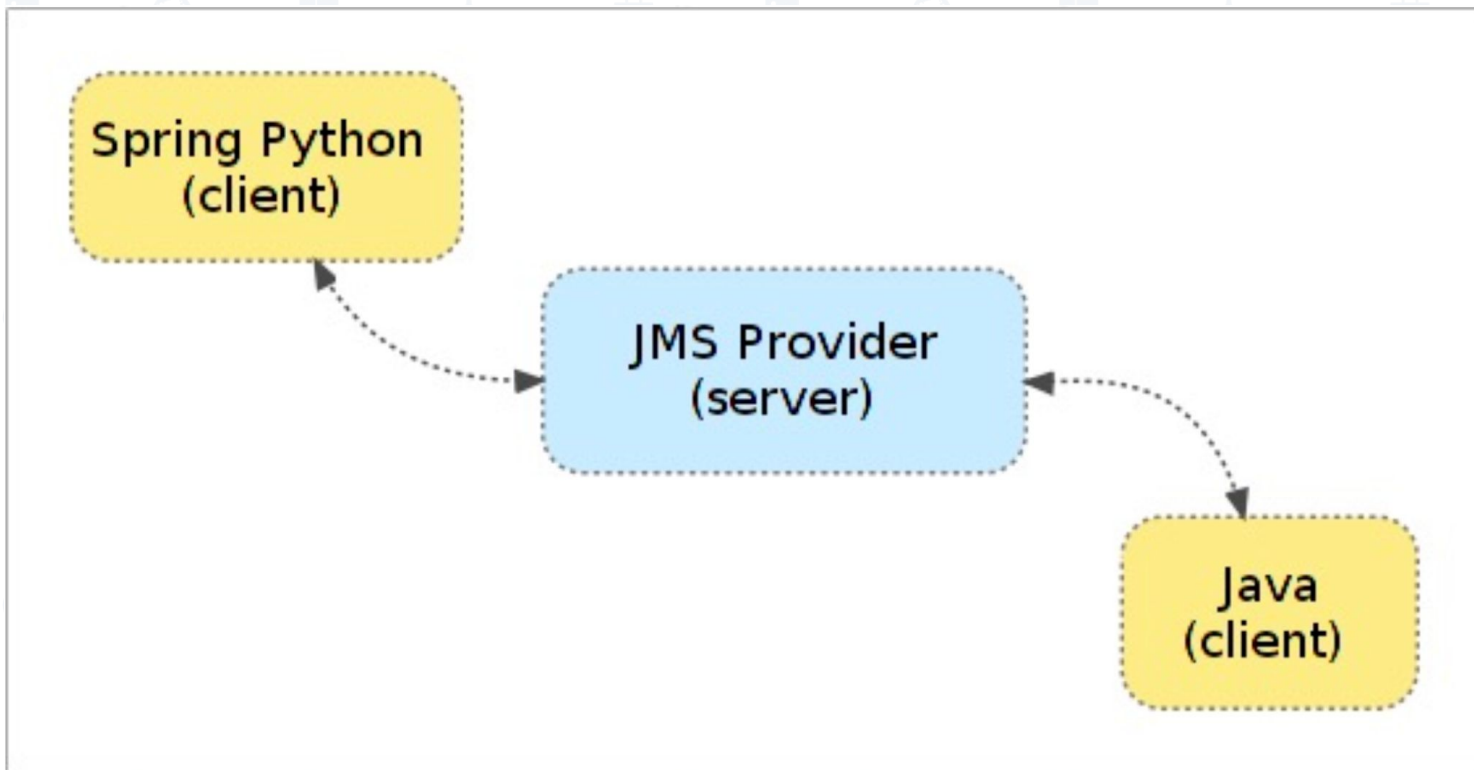 Spring Python
(client)
JMS Provider
(server)
Java
(client)